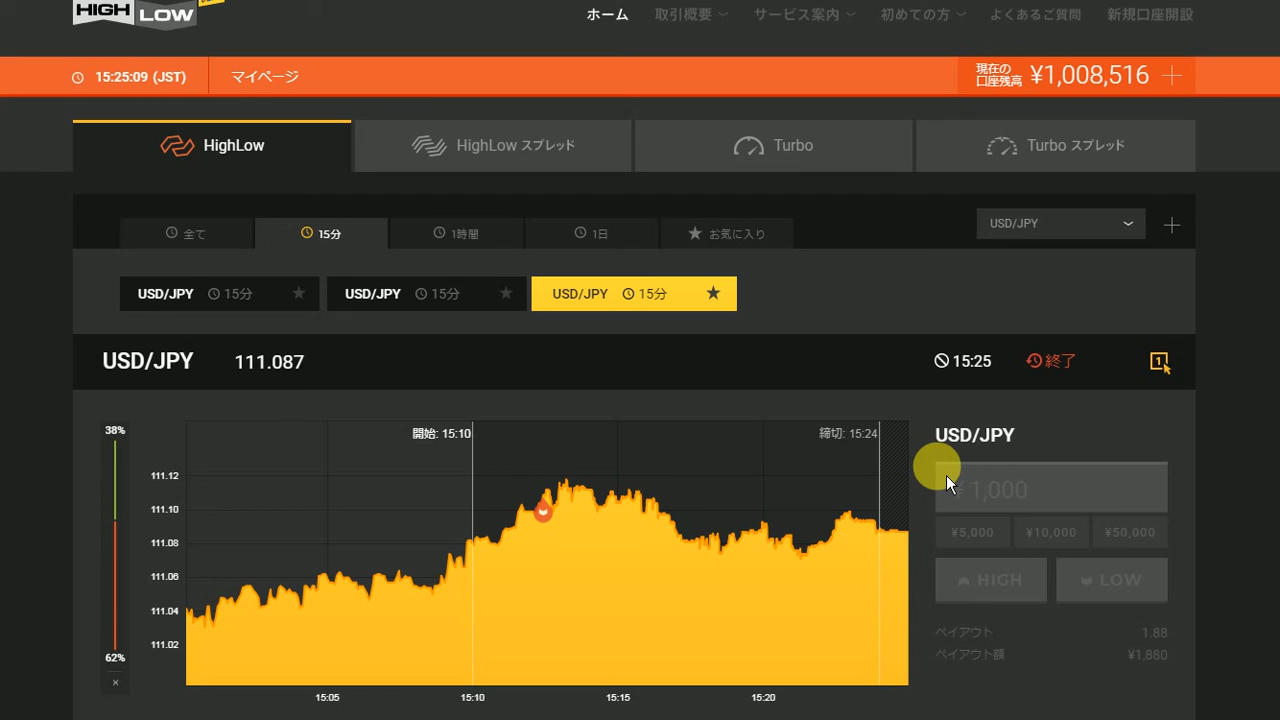 HIGH
LOW
ホーム
取引概要
サービス案内
初めての方
よくあるご質問
新規口座開設
15:25:09 (JST)
マイページ
現在の
口座残高
¥1,008,516
HighLow
HighLow スプレッド
Turbo
Turbo スプレッド
全て
15分
1時間
1日
お気に入り
USD/JPY
USD/JPY 15分
USD/JPY 15分
USD/JPY 15分
USD/JPY 111.087
15:25
終了
1
38%
62%
×
開始: 15:10
締切: 15:24
111.12
111.10
111.08
111.06
111.04
111.02
15:05
15:10
15:15
15:20
USD/JPY
1,000
¥5,000
¥10,000
¥50,000
HIGH
LOW
ペイアウト 1.88
ペイアウト額 ¥1,880